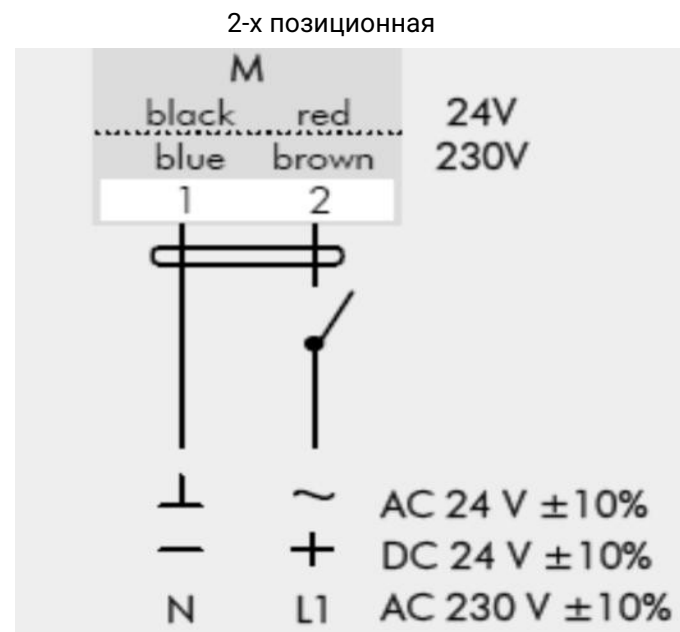 2-х позиционная
M
black red 24V
blue brown 230V
1 2
⊥ ~ AC 24 V ±10%
— + DC 24 V ±10%
N L1 AC 230 V ±10%